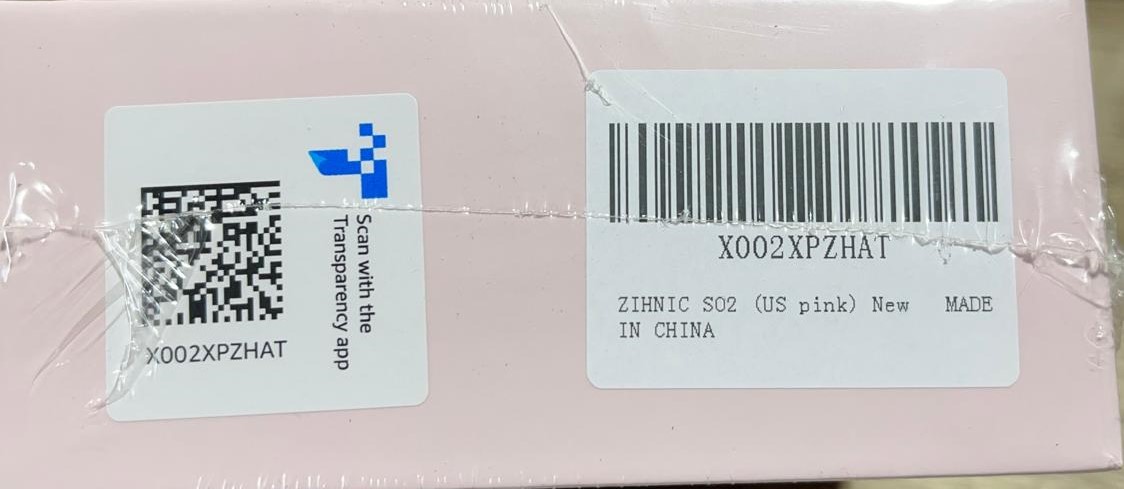 Scan with the
Transparency app
X002XPZHAT
X002XPZHAT
ZIHNIC S02 (US pink) New MADE
IN CHINA